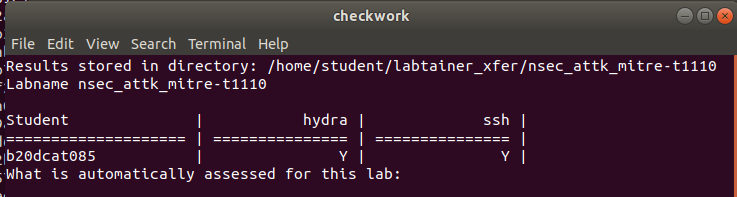 checkwork
File Edit View Search Terminal Help
Results stored in directory: /home/student/labtainer_xfer/nsec_attk_mitre-t1110
Labname nsec_attk_mitre-t1110
Student | hydra | ssh |
==================== | =============== | =============== |
b20dcat085 | Y | Y |
What is automatically assessed for this lab: